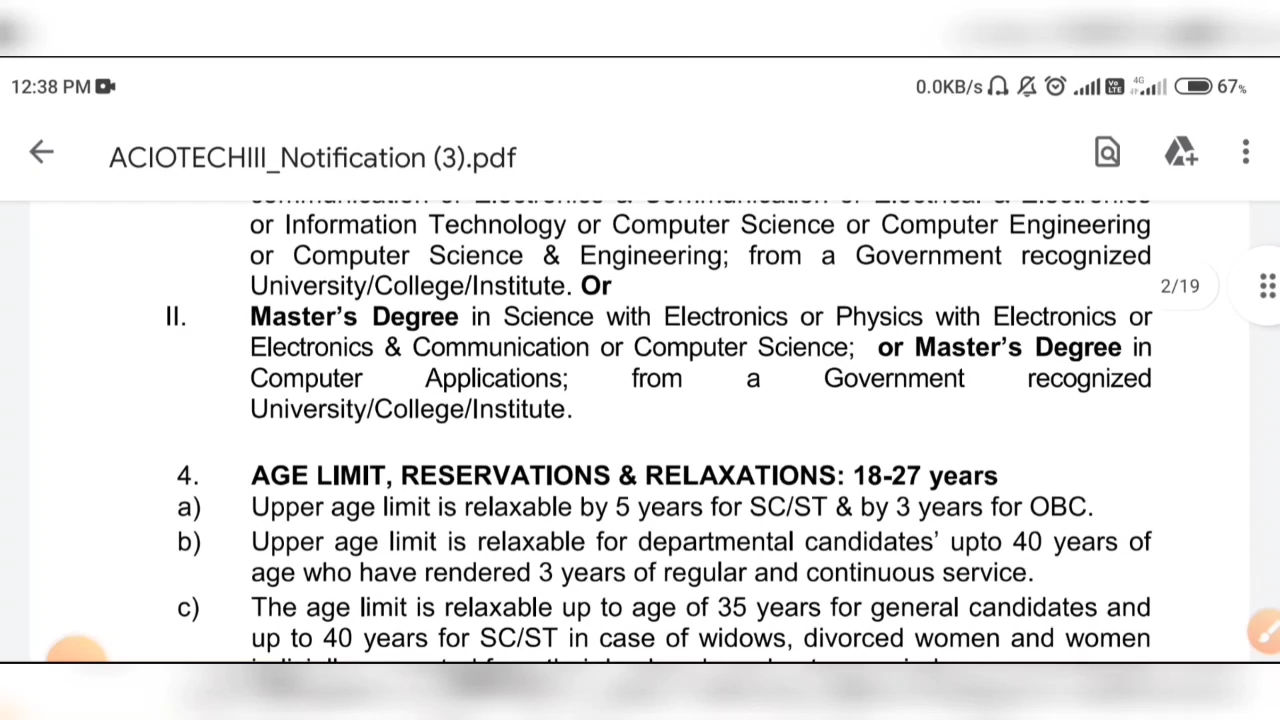 12:38 PM
0.0KB/s 4G Vo LTE 67%
ACIOTECHIII_Notification (3).pdf
or Information Technology or Computer Science or Computer Engineering
or Computer Science & Engineering; from a Government recognized
University/College/Institute. Or
2/19
II. Master's Degree in Science with Electronics or Physics with Electronics or
Electronics & Communication or Computer Science; or Master's Degree in
Computer Applications; from a Government recognized
University/College/Institute.
4. AGE LIMIT, RESERVATIONS & RELAXATIONS: 18-27 years
a) Upper age limit is relaxable by 5 years for SC/ST & by 3 years for OBC.
b) Upper age limit is relaxable for departmental candidates' upto 40 years of
age who have rendered 3 years of regular and continuous service.
c) The age limit is relaxable up to age of 35 years for general candidates and
up to 40 years for SC/ST in case of widows, divorced women and women